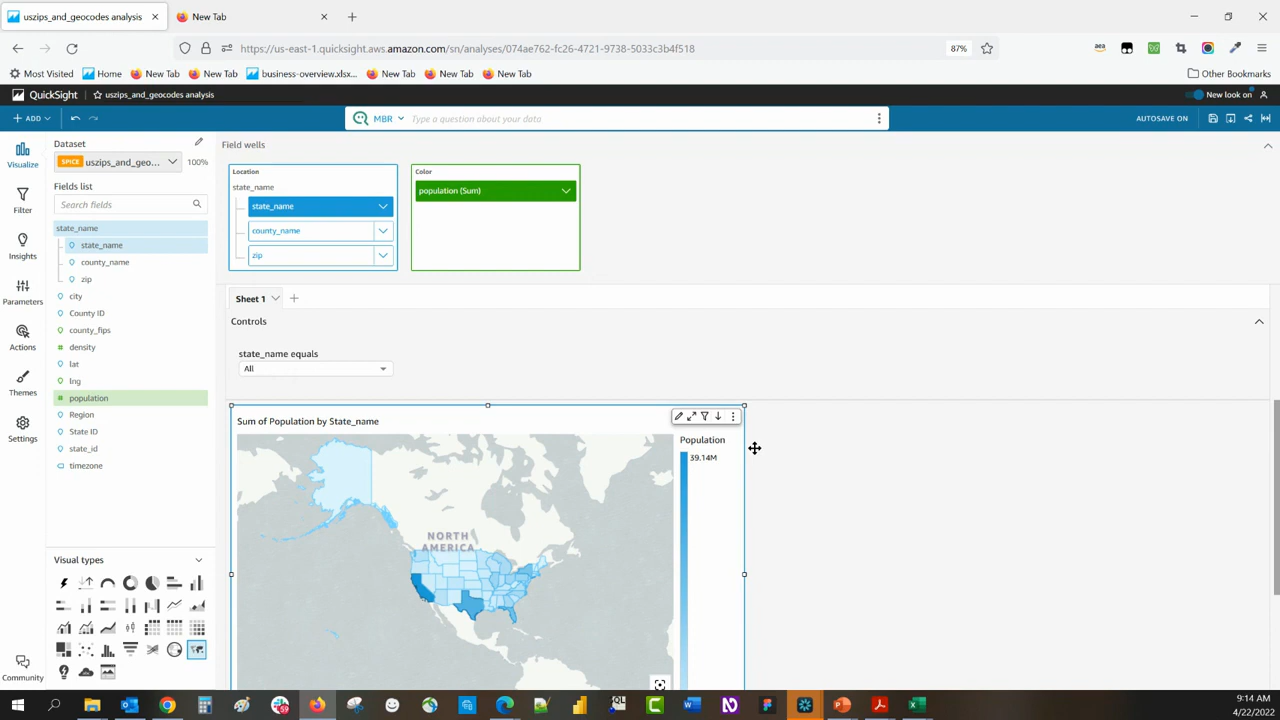 uszips_and_geocodes analysis
New Tab
https://us-east-1.quicksight.aws.amazon.com/sn/analyses/074ae762-fc26-4721-9738-5033c3b4f518
87%
Most Visited
Home
New Tab
New Tab
business-overview.xlsx...
New Tab
New Tab
New Tab
Other Bookmarks
QuickSight
uszips_and_geocodes analysis
New look on
ADD
MBR
Type a question about your data
AUTOSAVE ON
Visualize
Filter
Insights
Parameters
Actions
Themes
Settings
Community
Dataset
SPICE
uszips_and_geo...
100%
Fields list
Search fields
state_name
state_name
county_name
zip
city
County ID
county_fips
density
lat
lng
population
Region
State ID
state_id
timezone
Visual types
Field wells
Location
state_name
state_name
county_name
zip
Color
population (Sum)
Sheet 1
Controls
state_name equals
All
Sum of Population by State_name
NORTH
AMERICA
Population
39.14M
9:14 AM
4/22/2022